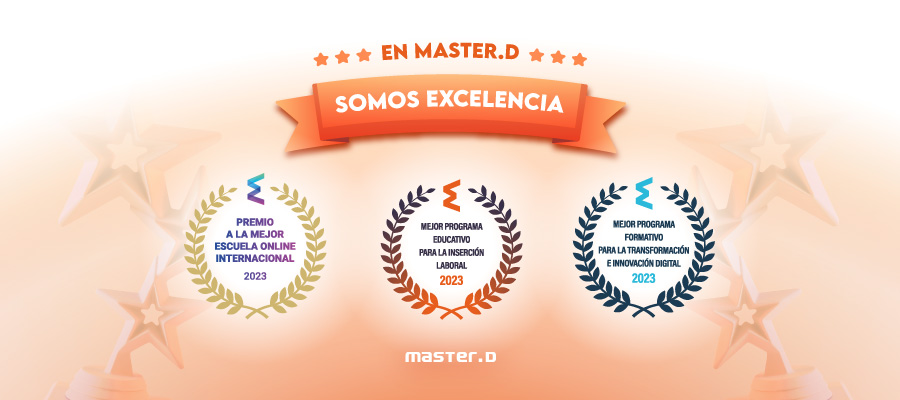 EN MASTER.D
SOMOS EXCELENCIA
PREMIO
A LA MEJOR
ESCUELA ONLINE
INTERNACIONAL
2023
MEJOR PROGRAMA
EDUCATIVO
PARA LA INSERCIÓN
LABORAL
2023
MEJOR PROGRAMA
FORMATIVO
PARA LA TRANSFORMACIÓN
E INNOVACIÓN DIGITAL
2023
master.D